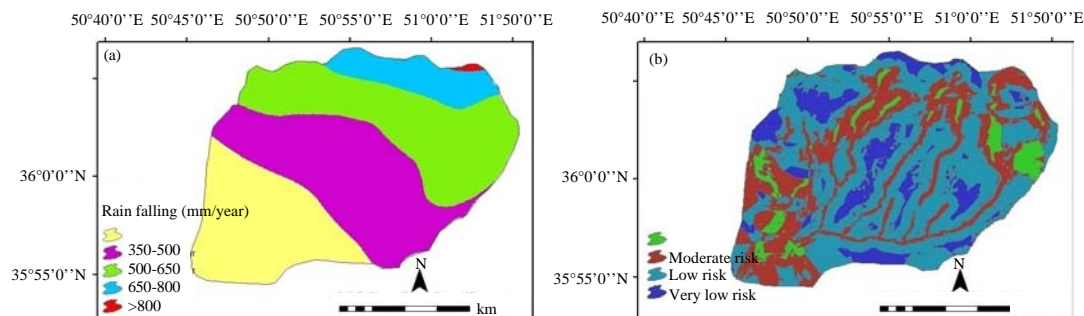 50°40'0''E 50°45'0''E 50°50'0''E 50°55'0''E 51°0'0''E 51°50'0''E
(a)
36°0'0''N
35°55'0''N
Rain falling (mm/year)
350-500
500-650
650-800
>800
N
km
50°40'0''E 50°45'0''E 50°50'0''E 50°55'0''E 51°0'0''E 51°50'0''E
(b)
36°0'0''N
35°55'0''N
Moderate risk
Low risk
Very low risk
N